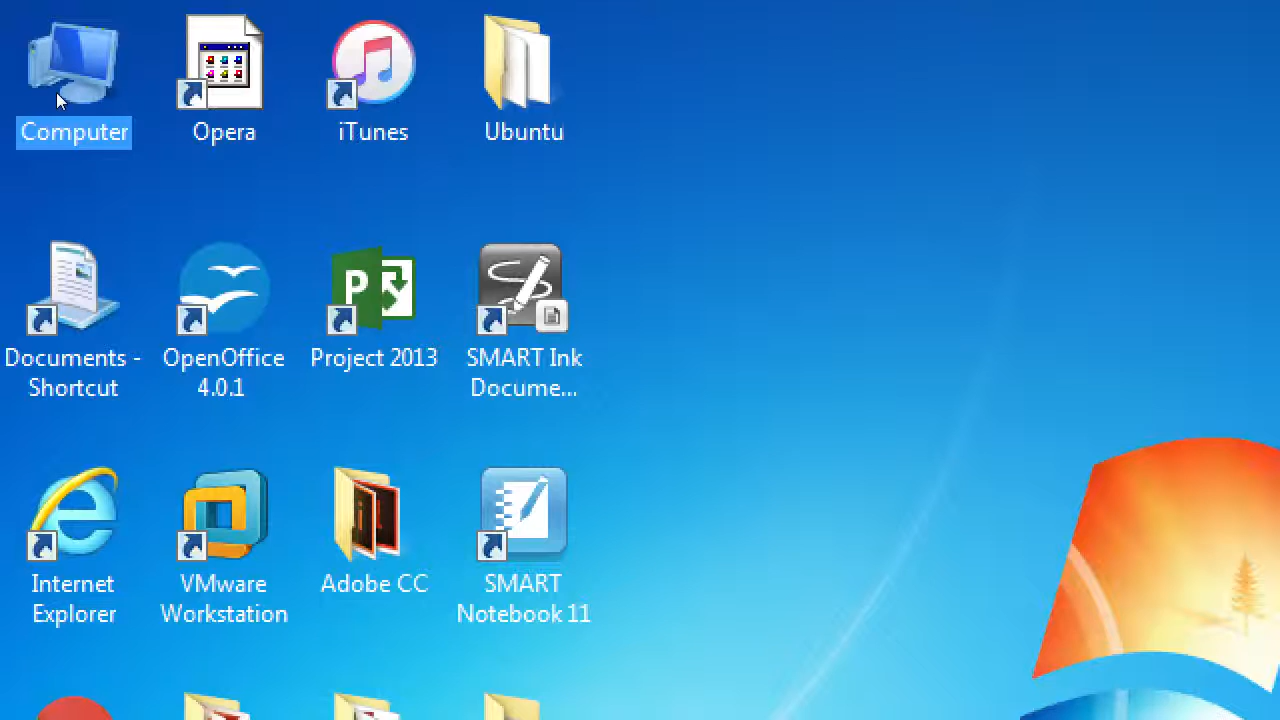 Computer
Opera
iTunes
Ubuntu
Documents -
Shortcut
OpenOffice
4.0.1
Project 2013
SMART Ink
Docume...
Internet
Explorer
VMware
Workstation
Adobe CC
SMART
Notebook 11